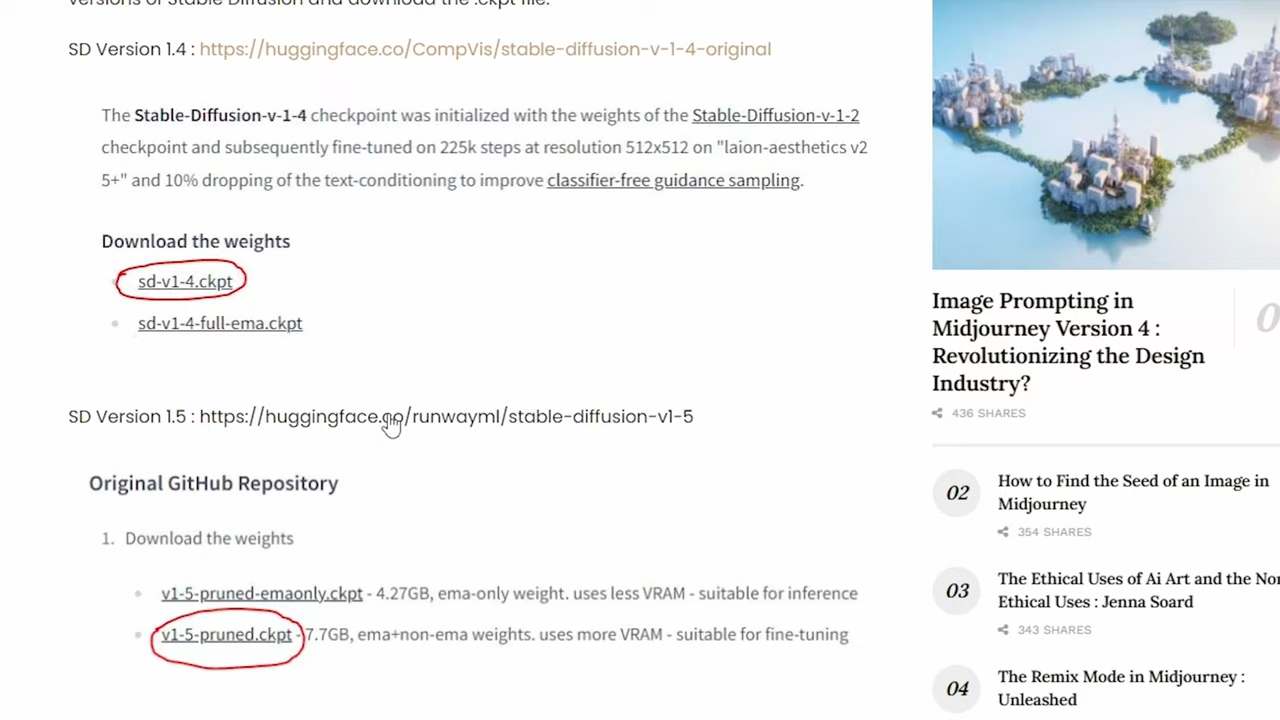 versions of Stable Diffusion and download the .ckpt file.
SD Version 1.4 : https://huggingface.co/CompVis/stable-diffusion-v-1-4-original
The Stable-Diffusion-v-1-4 checkpoint was initialized with the weights of the Stable-Diffusion-v-1-2
checkpoint and subsequently fine-tuned on 225k steps at resolution 512x512 on "laion-aesthetics v2
5+" and 10% dropping of the text-conditioning to improve classifier-free guidance sampling.
Download the weights
sd-v1-4.ckpt
sd-v1-4-full-ema.ckpt
SD Version 1.5 : https://huggingface.co/runwayml/stable-diffusion-v1-5
Original GitHub Repository
1. Download the weights
v1-5-pruned-emaonly.ckpt - 4.27GB, ema-only weight. uses less VRAM - suitable for inference
v1-5-pruned.ckpt - 7.7GB, ema+non-ema weights. uses more VRAM - suitable for fine-tuning
Image Prompting in
Midjourney Version 4 :
Revolutionizing the Design
Industry?
436 SHARES
02
How to Find the Seed of an Image in
Midjourney
354 SHARES
03
The Ethical Uses of Ai Art and the
Ethical Uses : Jenna Soard
343 SHARES
04
The Remix Mode in Midjourney :
Unleashed